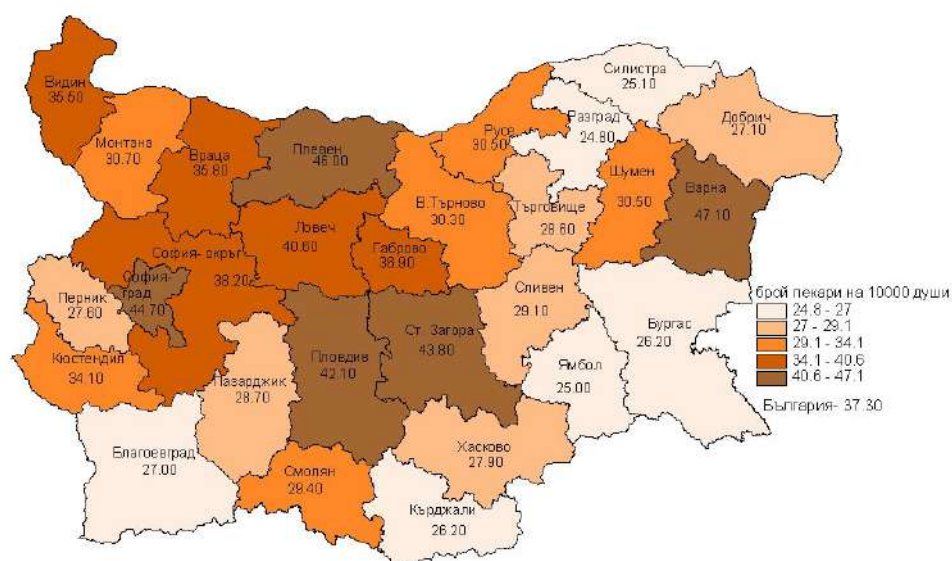 Видин
35.50
Монтана
30.70
Враца
35.80
Плевен
46.00
Русе
30.50
Силистра
25.10
Разград
24.80
Добрич
27.10
Шумен
30.50
Варна
47.10
В.Търново
30.30
Търговище
28.60
Ловеч
40.60
Габрово
36.90
София- окръг
38.20
София-
град
44.70
Перник
27.60
Кюстендил
34.10
Сливен
29.10
Бургас
26.20
Ямбол
25.00
Ст. Загора
43.80
Пловдив
42.10
Пазарджик
28.70
Благоевград
27.00
Смолян
29.40
Хасково
27.90
Кърджали
26.20
брой пекари на 10000 души
24.8 - 27
27 - 29.1
29.1 - 34.1
34.1 - 40.6
40.6 - 47.1
България- 37.30